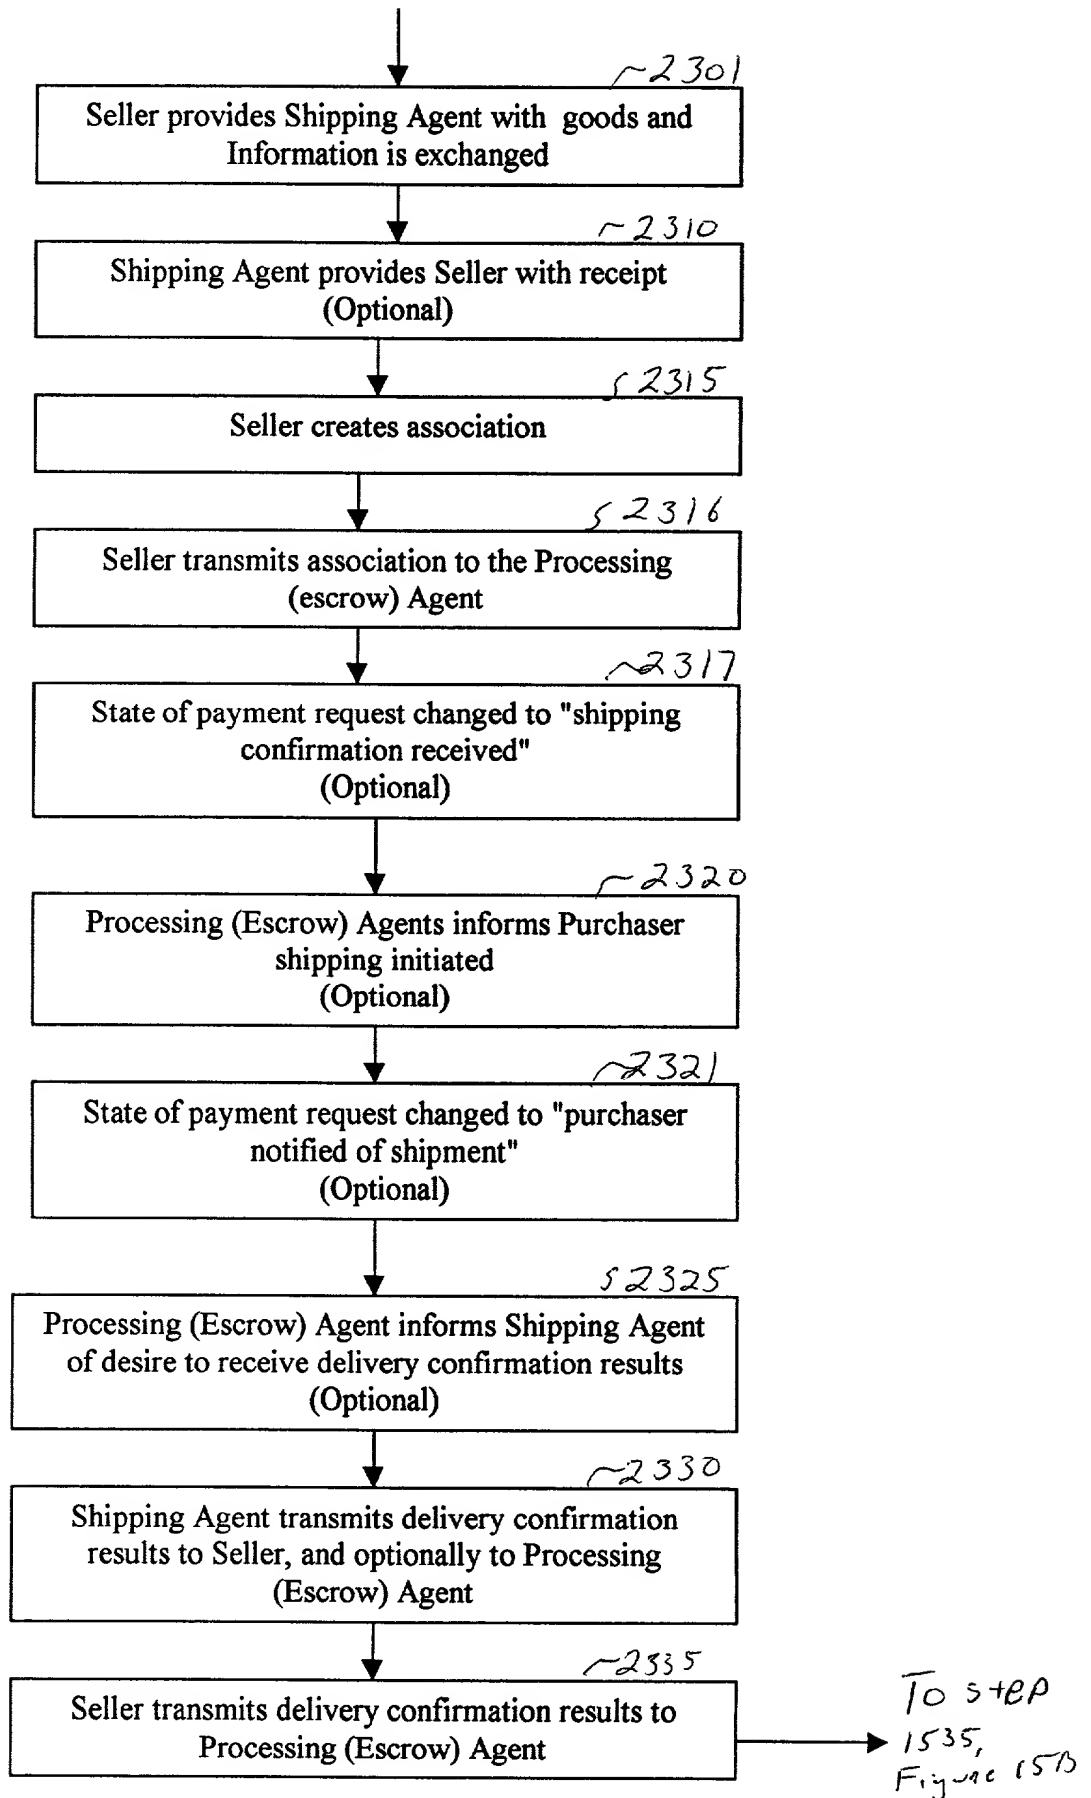 ~2301
Seller provides Shipping Agent with goods and
Information is exchanged
~2310
Shipping Agent provides Seller with receipt
(Optional)
2315
Seller creates association
2316
Seller transmits association to the Processing
(escrow) Agent
~2317
State of payment request changed to "shipping
confirmation received"
(Optional)
~2320
Processing (Escrow) Agents informs Purchaser
shipping initiated
(Optional)
~2321
State of payment request changed to "purchaser
notified of shipment"
(Optional)
2325
Processing (Escrow) Agent informs Shipping Agent
of desire to receive delivery confirmation results
(Optional)
~2330
Shipping Agent transmits delivery confirmation
results to Seller, and optionally to Processing
(Escrow) Agent
~2335
Seller transmits delivery confirmation results to
Processing (Escrow) Agent
To step
1535,
Figure 15B